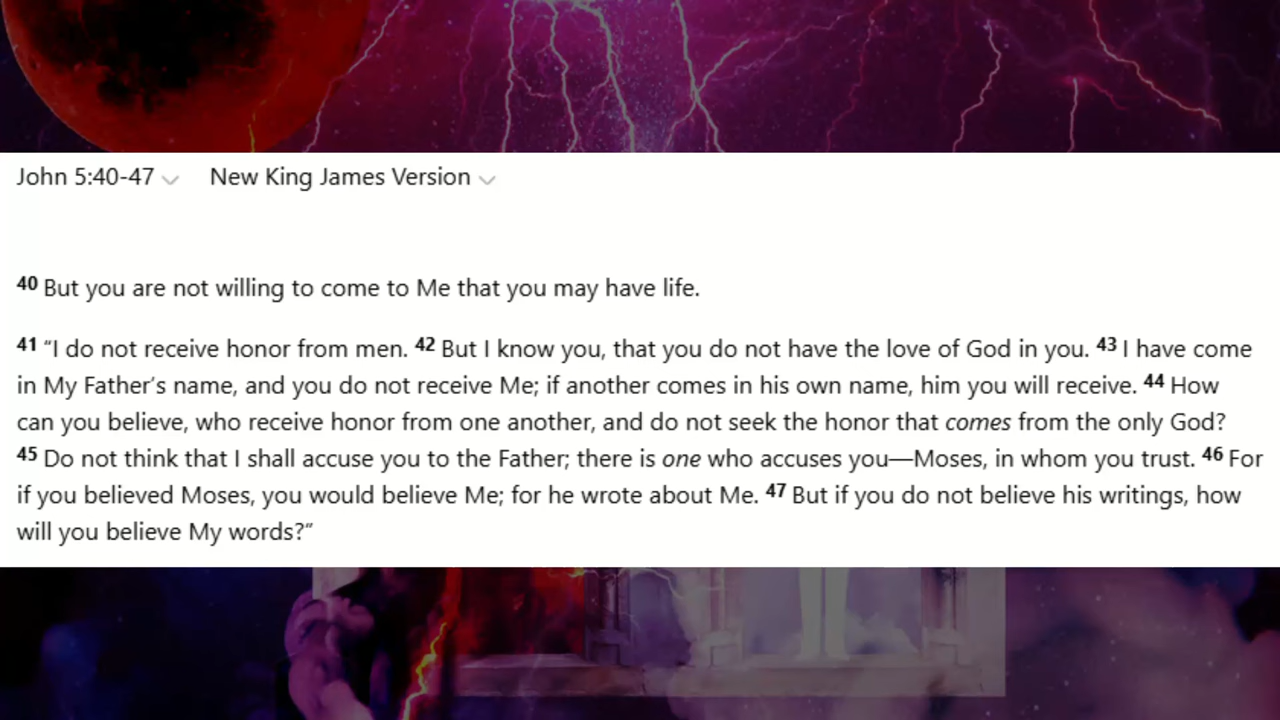 John 5:40-47 New King James Version
40 But you are not willing to come to Me that you may have life.
41 “I do not receive honor from men. 42 But I know you, that you do not have the love of God in you. 43 I have come
in My Father’s name, and you do not receive Me; if another comes in his own name, him you will receive. 44 How
can you believe, who receive honor from one another, and do not seek the honor that comes from the only God?
45 Do not think that I shall accuse you to the Father; there is one who accuses you—Moses, in whom you trust. 46 For
if you believed Moses, you would believe Me; for he wrote about Me. 47 But if you do not believe his writings, how
will you believe My words?”